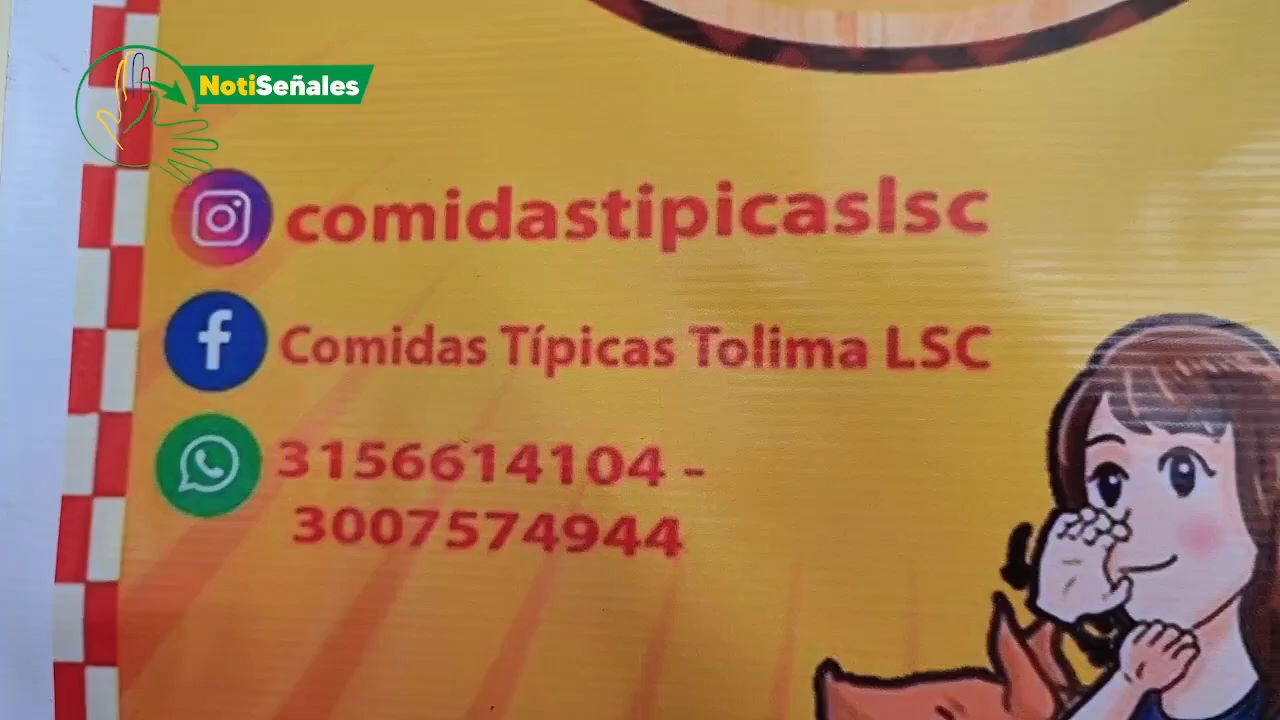 NotiSeñales
comidastipicaslsc
Comidas Típicas Tolima LSC
3156614104 -
3007574944